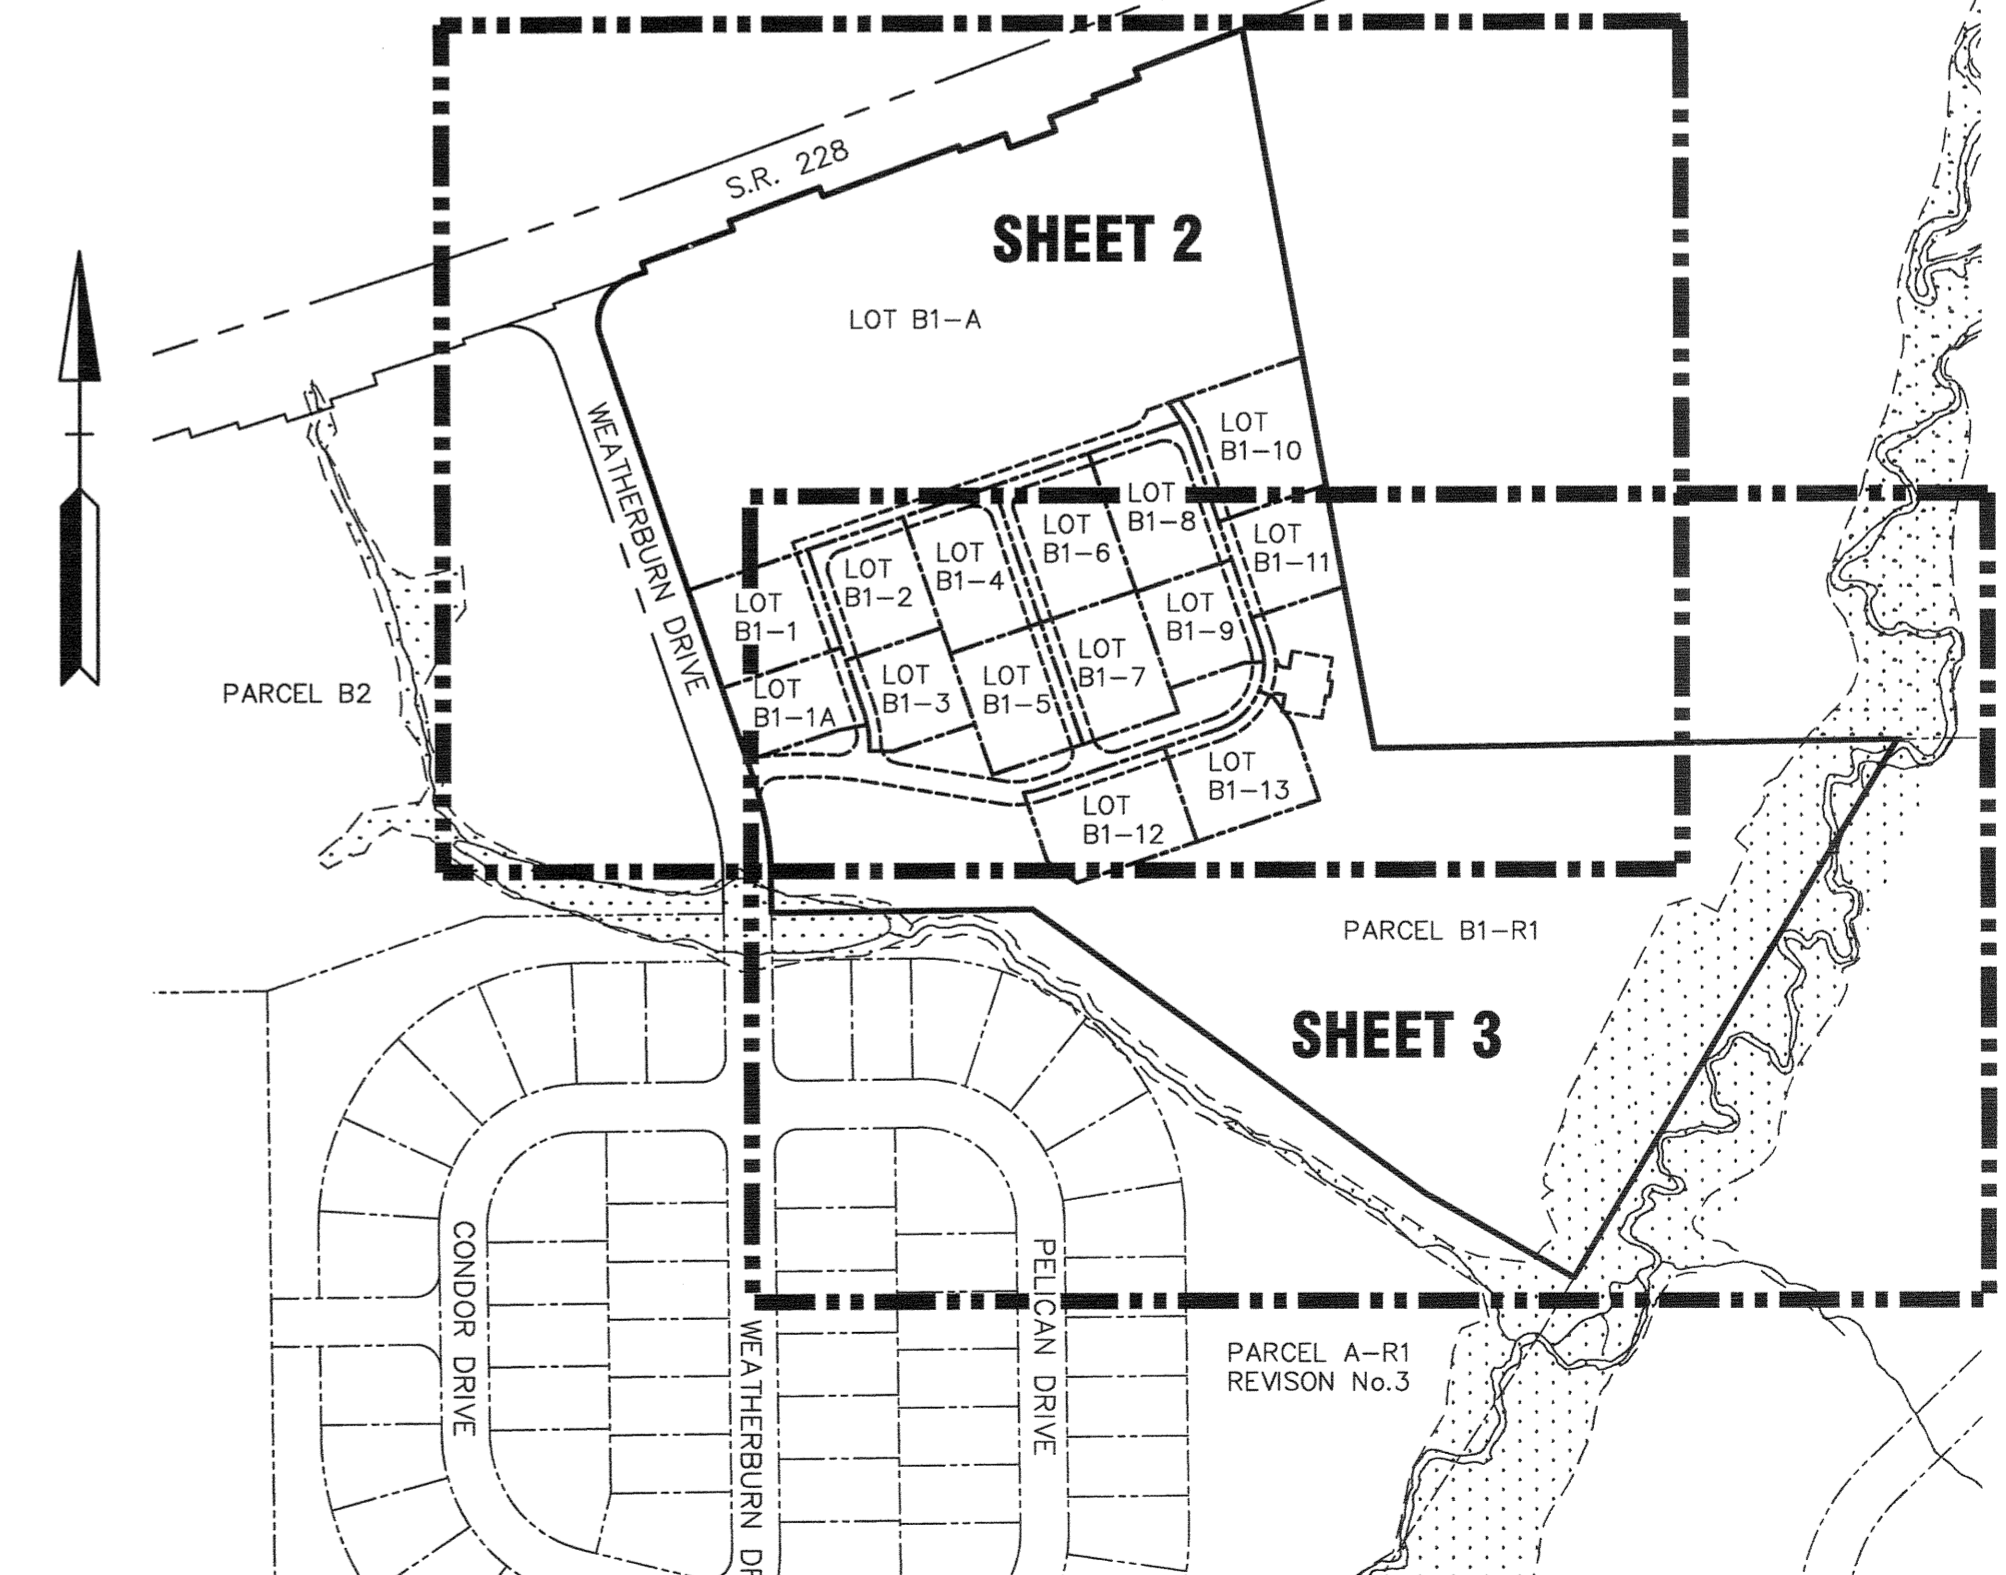 S.R. 228
SHEET 2
LOT B1-A
WEATHERBURN DRIVE
LOT
B1-10
LOT
B1-8
LOT
B1-6
LOT
B1-11
LOT
B1-4
LOT
B1-2
LOT
B1-1
LOT
B1-9
LOT
B1-7
LOT
B1-5
LOT
B1-3
LOT
B1-1A
PARCEL B2
LOT
B1-13
LOT
B1-12
PARCEL B1-R1
SHEET 3
CONDOR DRIVE
PELICAN DRIVE
WEATHERBURN DR
PARCEL A-R1
REVISON No.3